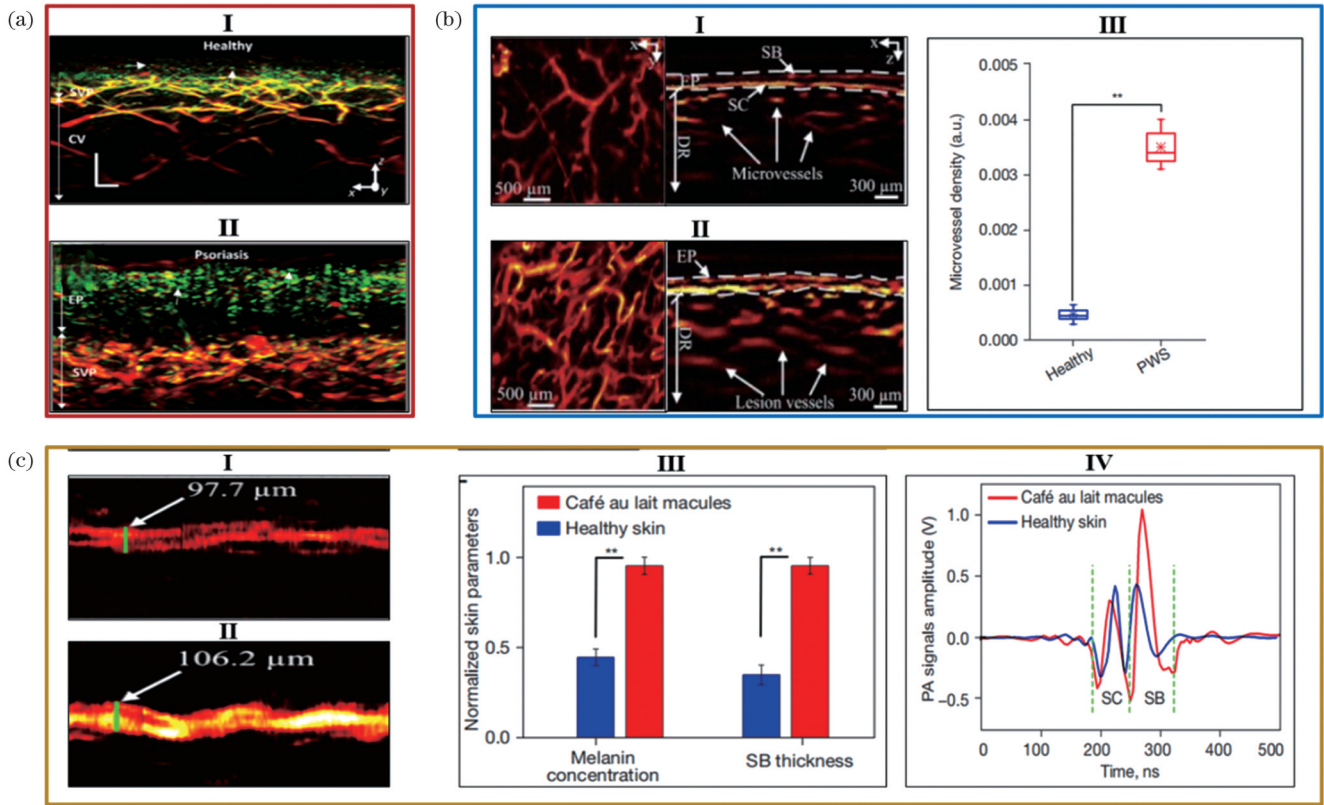 (a)
I
Healthy
SVP
CV
z
x
y
II
Psoriasis
EP
SVP
(b)
I
x
y
500 μm
x
z
SB
EP
SC
DR
Microvessels
300 μm
II
500 μm
EP
DR
Lesion vessels
300 μm
III
Microvessel density (a.u.)
0.005
0.004
0.003
0.002
0.001
0.000
**
Healthy
PWS
(c)
I
97.7 μm
II
106.2 μm
III
Normalized skin parameters
Café au lait macules
Healthy skin
1.0
0.5
0.0
**
**
Melanin
concentration
SB thickness
IV
Café au lait macules
Healthy skin
PA signals amplitude (V)
1.0
0.5
0.0
−0.5
SC
SB
0 100 200 300 400 500
Time, ns